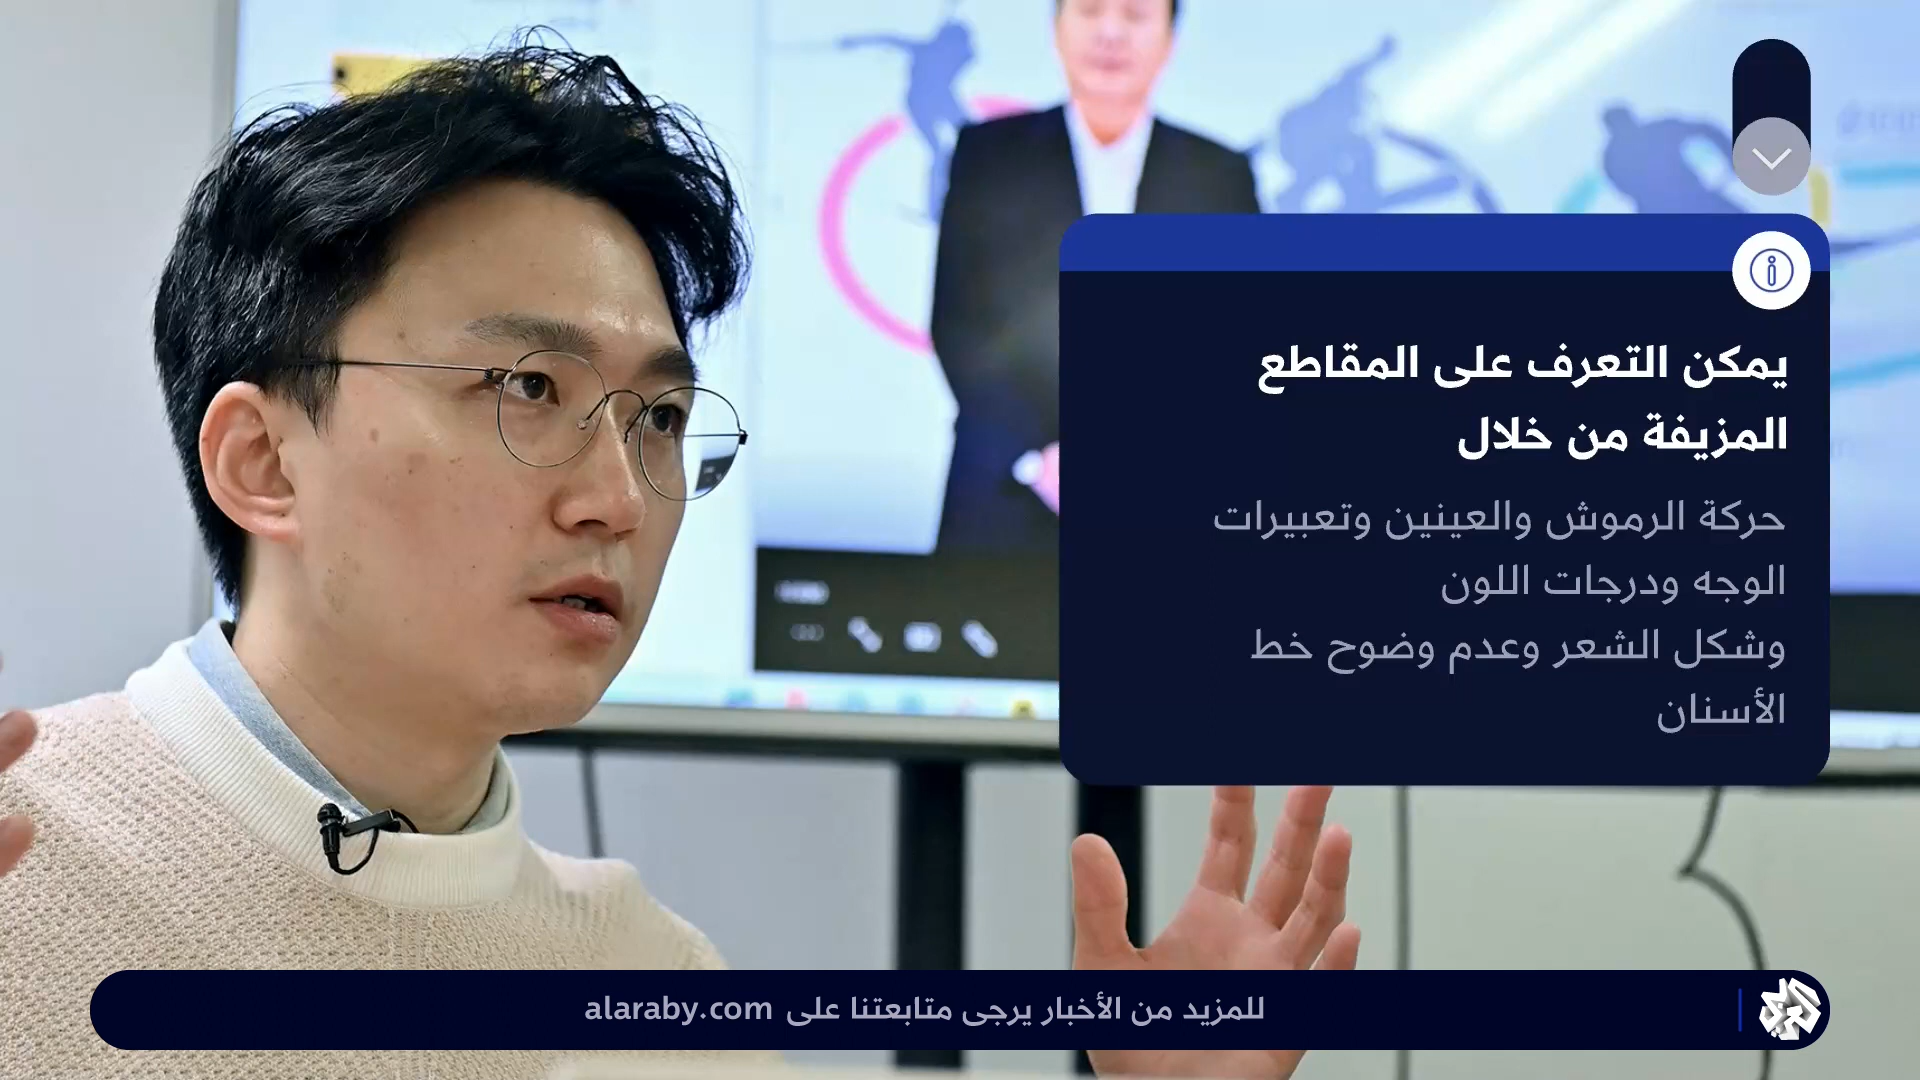 يمكن التعرف على المقاطع
المزيفة من خلال
حركة الرموش والعينين وتعبيرات
الوجه ودرجات اللون
وشكل الشعر وعدم وضوح خط
الأسنان
للمزيد من الأخبار يرجى متابعتنا على alaraby.com